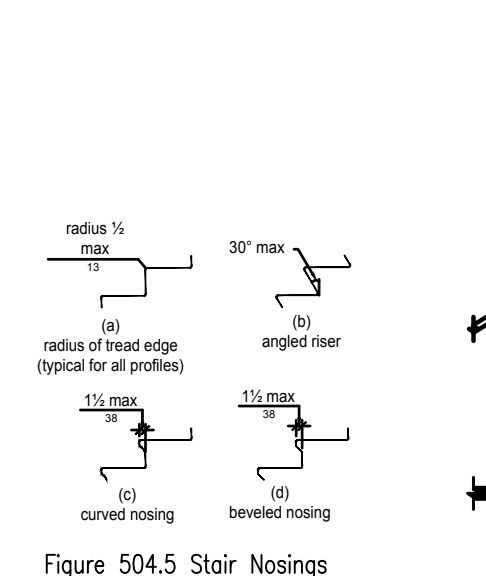 radius ½
max
13
(a)
radius of tread edge
(typical for all profiles)
30° max
(b)
angled riser
1½ max
38
(c)
curved nosing
1½ max
38
(d)
beveled nosing
Figure 504.5 Stair Nosings